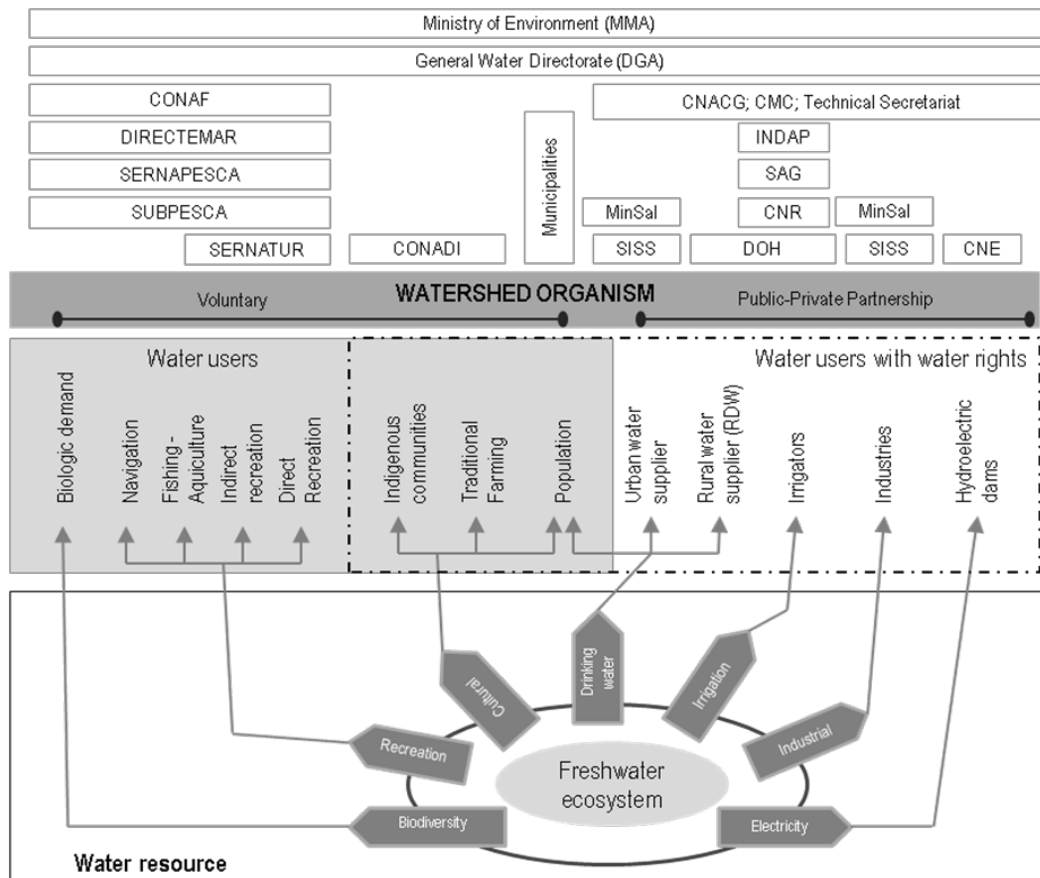 Ministry of Environment (MMA)
General Water Directorate (DGA)
CONAF
CNACG; CMC; Technical Secretariat
DIRECTEMAR
Municipalities
INDAP
SERNAPESCA
SAG
SUBPESCA
MinSal
CNR
MinSal
SERNATUR
CONADI
SISS
DOH
SISS
CNE
Voluntary
WATERSHED ORGANISM
Public-Private Partnership
Water users
Water users with water rights
Biologic demand
Navigation
Fishing -
Aquiculture
Indirect
recreation
Direct
Recreation
Indigenous
communities
Traditional
Farming
Population
Urban water
supplier
Rural water
supplier (RDW)
Irrigators
Industries
Hydroelectric
dams
Cultural
Drinking
water
Irrigation
Recreation
Industrial
Freshwater
ecosystem
Biodiversity
Electricity
Water resource